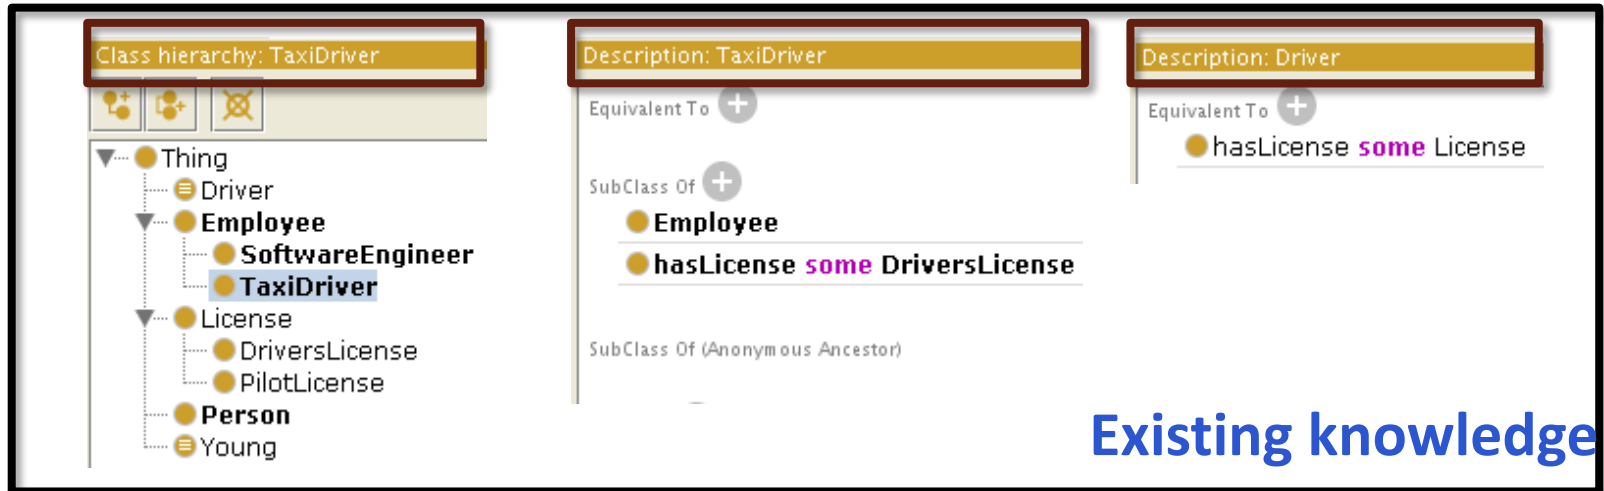 Class hierarchy: TaxiDriver
Thing
Driver
Employee
SoftwareEngineer
TaxiDriver
License
DriversLicense
PilotLicense
Person
Young
Description: TaxiDriver
Equivalent To
SubClass Of
Employee
hasLicense some DriversLicense
SubClass Of (Anonymous Ancestor)
Description: Driver
Equivalent To
hasLicense some License
Existing knowledge